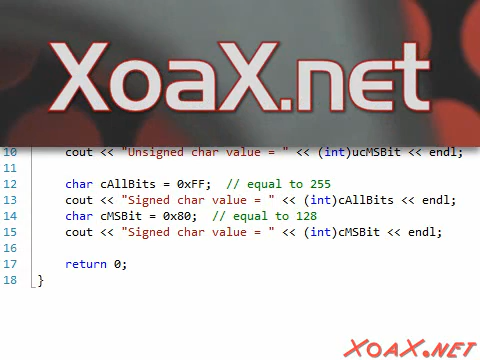 XoaX.net
10 cout << "Unsigned char value = " << (int)ucMSBit << endl;
11
12 char cAllBits = 0xFF; // equal to 255
13 cout << "Signed char value = " << (int)cAllBits << endl;
14 char cMSBit = 0x80; // equal to 128
15 cout << "Signed char value = " << (int)cMSBit << endl;
16
17 return 0;
18 }
XOAX.NET